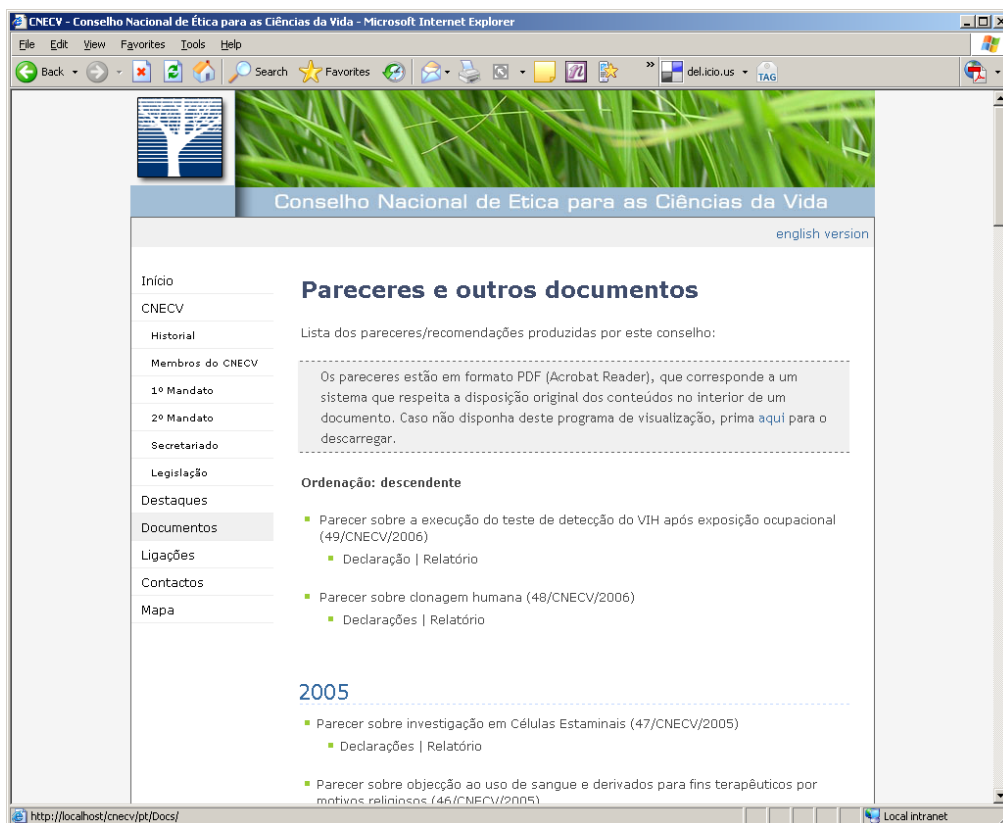 CNECV - Conselho Nacional de Ética para as Ciências da Vida - Microsoft Internet Explorer
File Edit View Favorites Tools Help
Back Search Favorites » del.icio.us TAG
Conselho Nacional de Etica para as Ciências da Vida
english version
Início
CNECV
Historial
Membros do CNECV
1º Mandato
2º Mandato
Secretariado
Legislação
Destaques
Documentos
Ligações
Contactos
Mapa
Pareceres e outros documentos
Lista dos pareceres/recomendações produzidas por este conselho:
Os pareceres estão em formato PDF (Acrobat Reader), que corresponde a um
sistema que respeita a disposição original dos conteúdos no interior de um
documento. Caso não disponha deste programa de visualização, prima aqui para o
descarregar.
Ordenação: descendente
Parecer sobre a execução do teste de detecção do VIH após exposição ocupacional
(49/CNECV/2006)
Declaração | Relatório
Parecer sobre clonagem humana (48/CNECV/2006)
Declarações | Relatório
2005
Parecer sobre investigação em Células Estaminais (47/CNECV/2005)
Declarações | Relatório
Parecer sobre objecção ao uso de sangue e derivados para fins terapêuticos por
motivos religiosos (46/CNECV/2005)
http://localhost/cnecv/pt/Docs/
Local intranet